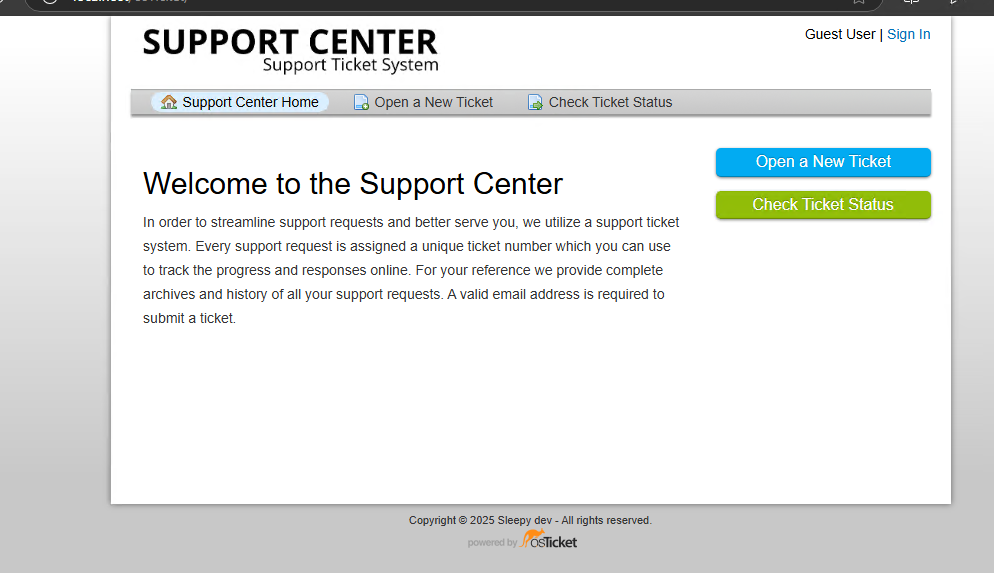 SUPPORT CENTER
Support Ticket System
Guest User | Sign In
Support Center Home
Open a New Ticket
Check Ticket Status
Open a New Ticket
Check Ticket Status
Welcome to the Support Center
In order to streamline support requests and better serve you, we utilize a support ticket
system. Every support request is assigned a unique ticket number which you can use
to track the progress and responses online. For your reference we provide complete
archives and history of all your support requests. A valid email address is required to
submit a ticket.
Copyright © 2025 Sleepy dev - All rights reserved.
powered by osTicket